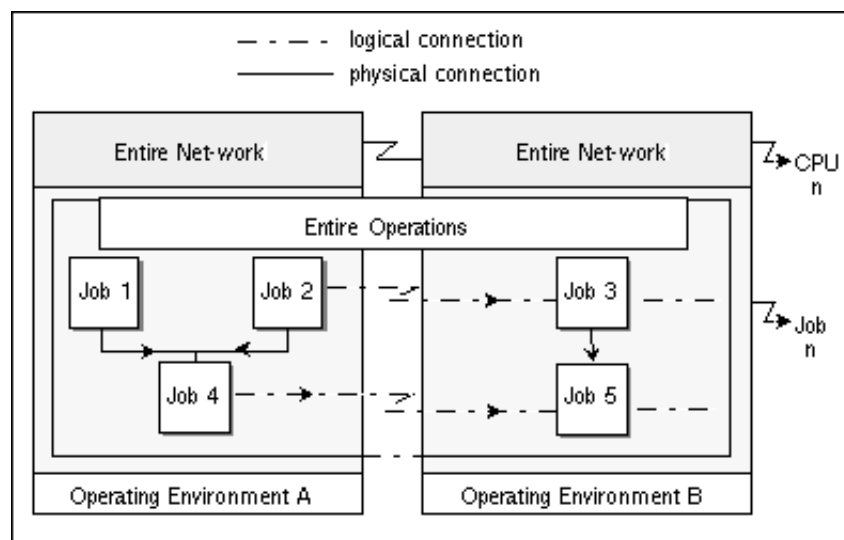 logical connection
physical connection
Entire Net-work
Entire Net-work
CPU
n
Entire Operations
Job 1
Job 2
Job 3
Job
n
Job 4
Job 5
Operating Environment A
Operating Environment B